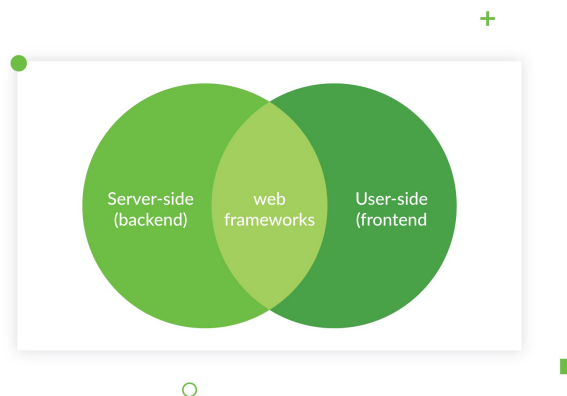 Server-side
(backend)
web
frameworks
User-side
(frontend